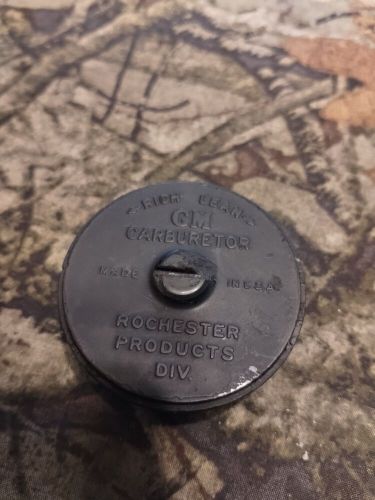 ←RICH LEAN→
GM
CARBURETOR
MADE IN U.S.A.
ROCHESTER
PRODUCTS
DIV.